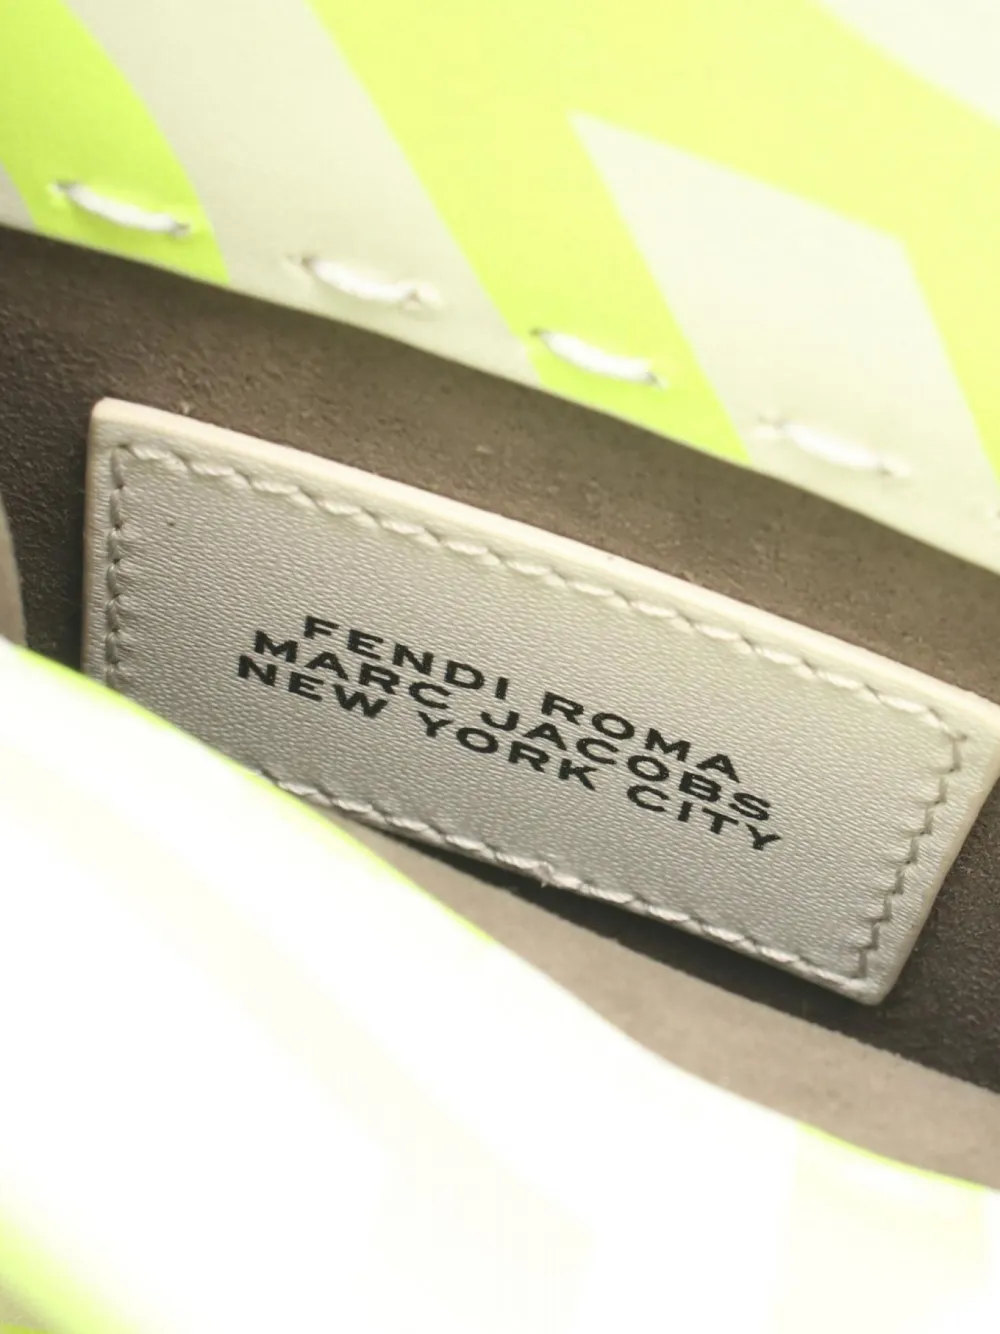 FENDI ROMA
MARC JACOBS
NEW YORK CITY